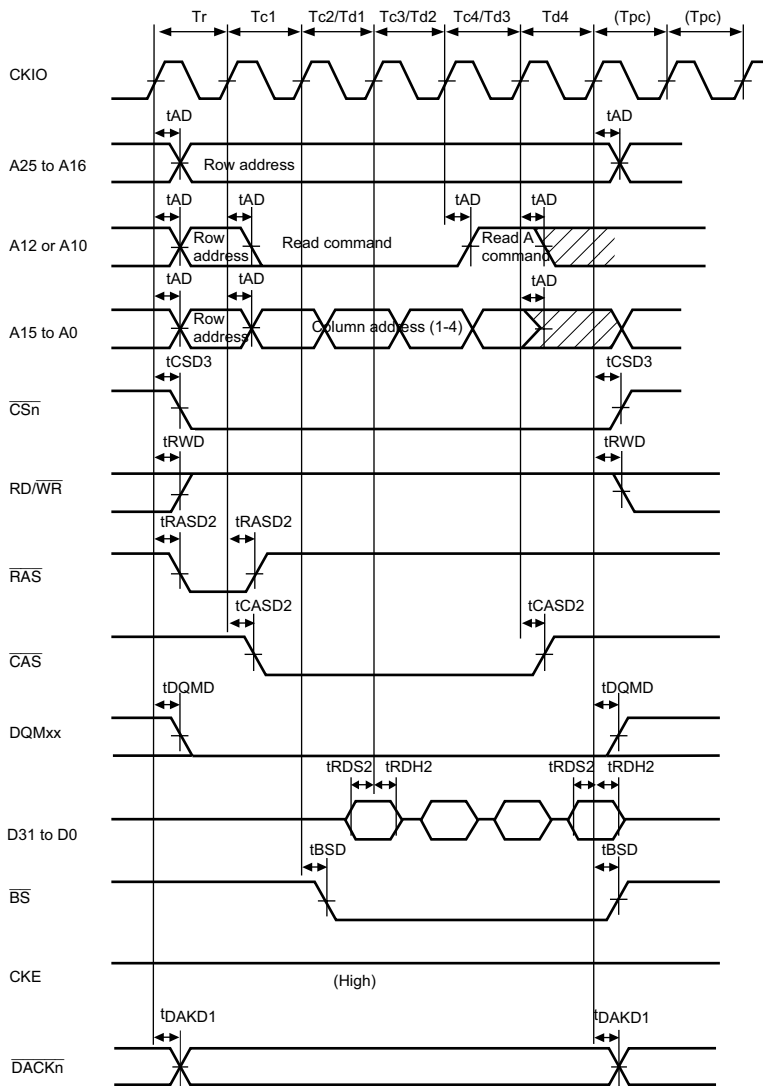 Tr Tc1 Tc2/Td1 Tc3/Td2 Tc4/Td3 Td4 (Tpc) (Tpc)
CKIO
tAD tAD
A25 to A16 Row address
tAD tAD tAD tAD
A12 or A10 Row address Read command Read A command
tAD tAD tAD
A15 to A0 Row address Column address (1-4)
tCSD3 tCSD3
CSn
tRWD tRWD
RD/WR
tRASD2 tRASD2
RAS
tCASD2 tCASD2
CAS
tDQMD tDQMD
DQMxx
tRDS2 tRDH2 tRDS2 tRDH2
D31 to D0
tBSD tBSD
BS
CKE (High)
tDAKD1 tDAKD1
DACKn